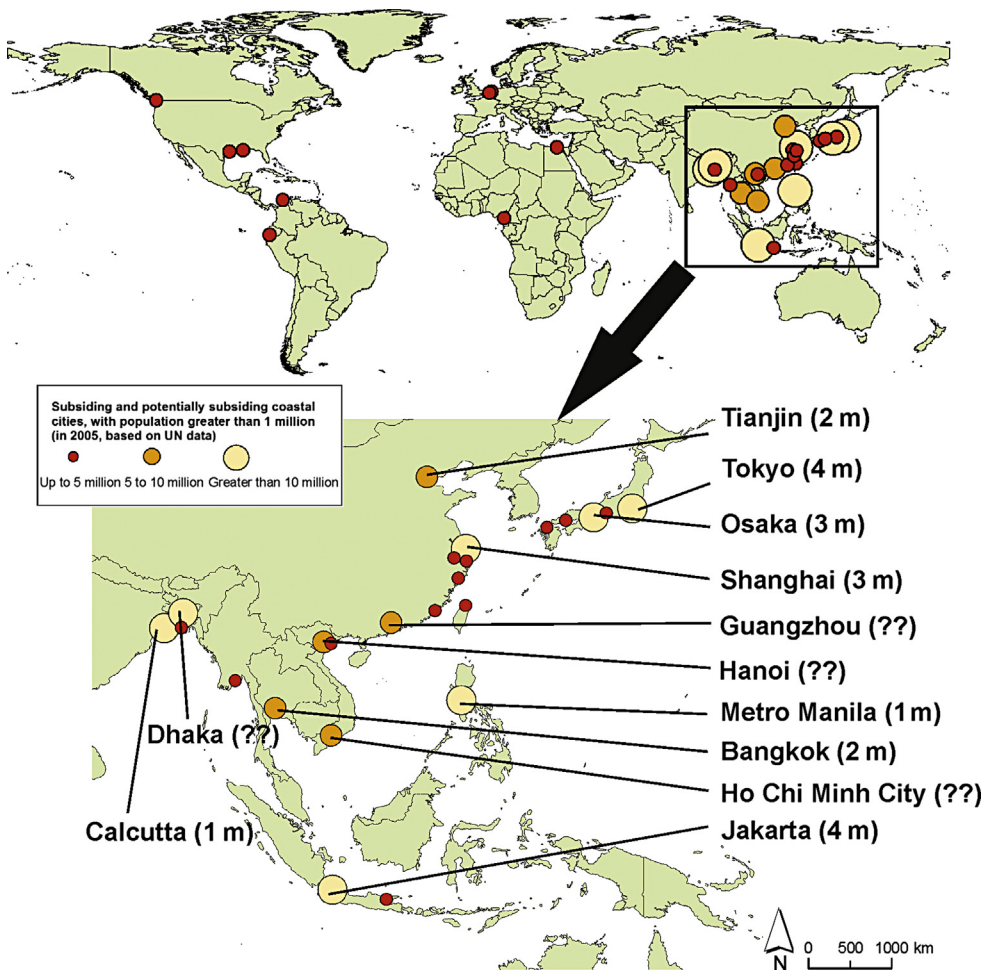 Subsiding and potentially subsiding coastal
cities, with population greater than 1 million
(in 2005, based on UN data)
Up to 5 million 5 to 10 million Greater than 10 million
Tianjin (2 m)
Tokyo (4 m)
Osaka (3 m)
Shanghai (3 m)
Guangzhou (??)
Hanoi (??)
Metro Manila (1 m)
Dhaka (??)
Bangkok (2 m)
Ho Chi Minh City (??)
Calcutta (1 m)
Jakarta (4 m)
N
0 500 1000 km